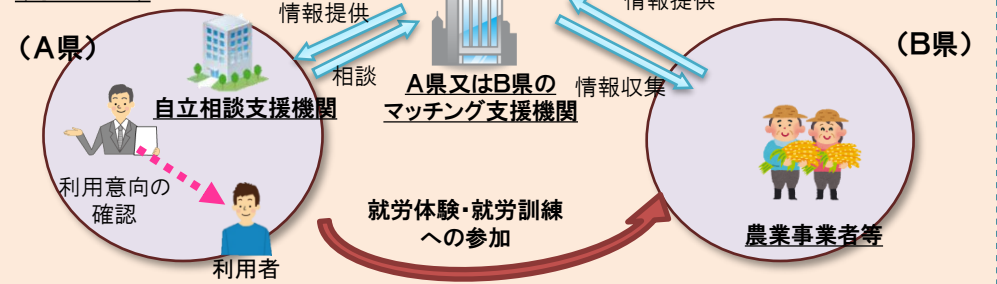 情報提供
情報提供
（A県）
（B県）
相談
A県又はB県の
マッチング支援機関
情報収集
自立相談支援機関
利用意向の
確認
就労体験・就労訓練
への参加
農業事業者等
利用者